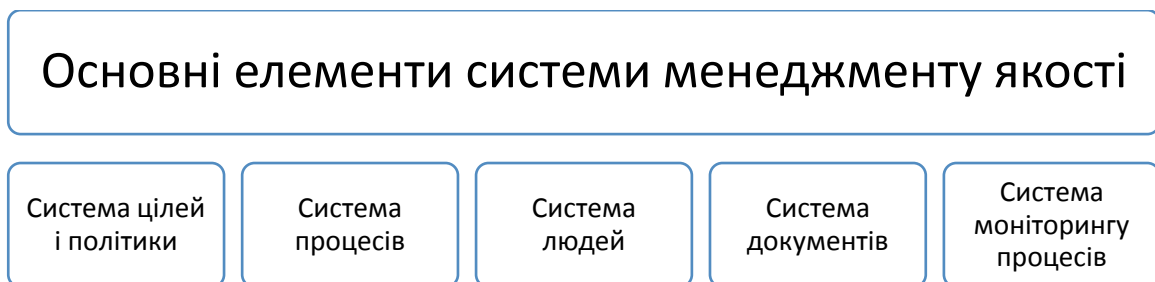 Основні елементи системи менеджменту якості
Система цілей
і політики
Система
процесів
Система
людей
Система
документів
Система
моніторингу
процесів